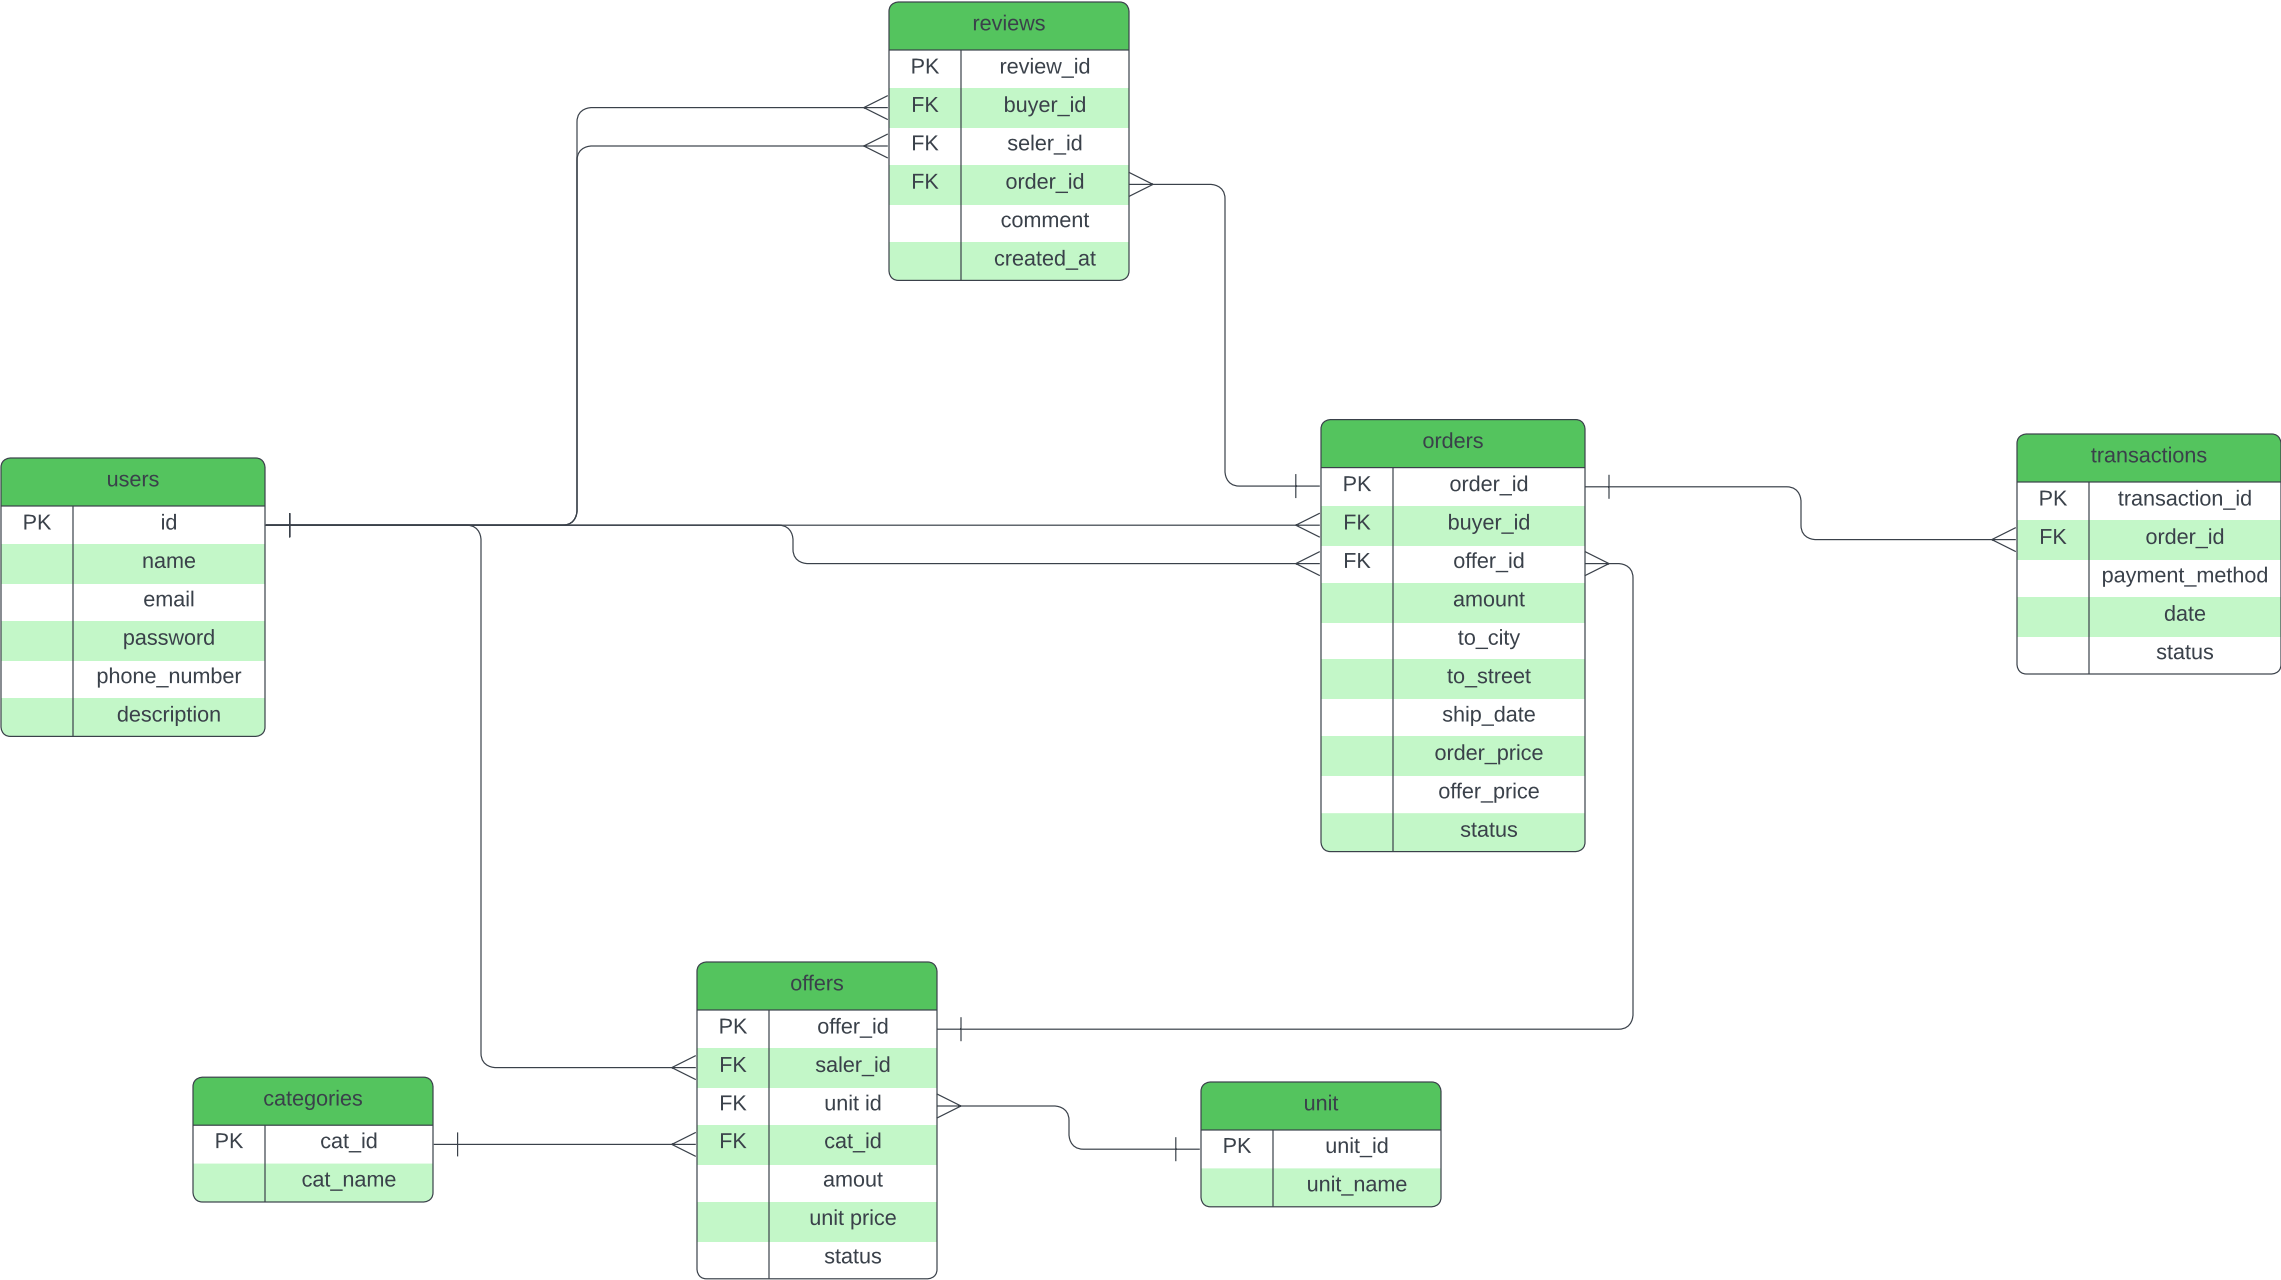 reviews
PK review_id
FK buyer_id
FK seler_id
FK order_id
comment
created_at
users
PK id
name
email
password
phone_number
description
orders
PK order_id
FK buyer_id
FK offer_id
amount
to_city
to_street
ship_date
order_price
offer_price
status
transactions
PK transaction_id
FK order_id
payment_method
date
status
offers
PK offer_id
FK saler_id
FK unit id
FK cat_id
amout
unit price
status
categories
PK cat_id
cat_name
unit
PK unit_id
unit_name